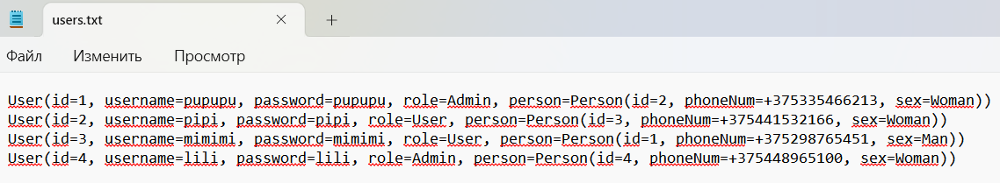 users.txt
Файл Изменить Просмотр
User(id=1, username=pupupu, password=pupupu, role=Admin, person=Person(id=2, phoneNum=+375335466213, sex=Woman))
User(id=2, username=pipi, password=pipi, role=User, person=Person(id=3, phoneNum=+375441532166, sex=Woman))
User(id=3, username=mimimi, password=mimimi, role=User, person=Person(id=1, phoneNum=+375298765451, sex=Man))
User(id=4, username=lili, password=lili, role=Admin, person=Person(id=4, phoneNum=+375448965100, sex=Woman))